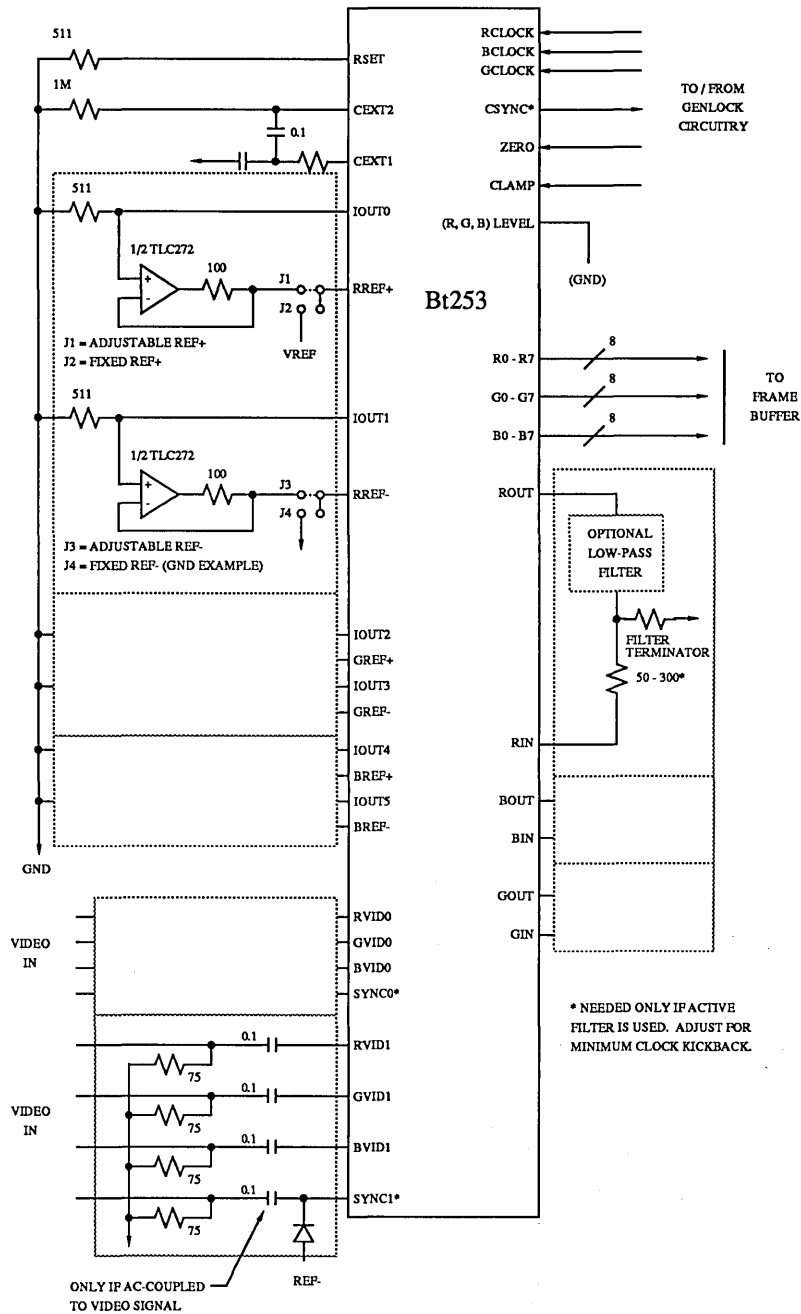 511
RSET
1M
CEXT2
0.1
CEXT1
511
IOUT0
1/2 TLC272
100
J1
RREF+
J2
J1 = ADJUSTABLE REF+
J2 = FIXED REF+
VREF
511
IOUT1
1/2 TLC272
100
J3
RREF-
J4
J3 = ADJUSTABLE REF-
J4 = FIXED REF- (GND EXAMPLE)
IOUT2
GREF+
IOUT3
GREF-
IOUT4
BREF+
IOUT5
BREF-
GND
VIDEO
IN
RVID0
GVID0
BVID0
SYNC0*
VIDEO
IN
0.1
RVID1
75
0.1
GVID1
75
0.1
BVID1
75
0.1
SYNC1*
75
REF-
ONLY IF AC-COUPLED
TO VIDEO SIGNAL
Bt253
RCLOCK
BCLOCK
GCLOCK
CSYNC*
ZERO
CLAMP
TO / FROM
GENLOCK
CIRCUITRY
(R, G, B) LEVEL
(GND)
R0 - R7
8
G0 - G7
8
B0 - B7
8
TO
FRAME
BUFFER
ROUT
OPTIONAL
LOW-PASS
FILTER
FILTER
TERMINATOR
50 - 300*
RIN
BOUT
BIN
GOUT
GIN
* NEEDED ONLY IF ACTIVE
FILTER IS USED. ADJUST FOR
MINIMUM CLOCK KICKBACK.